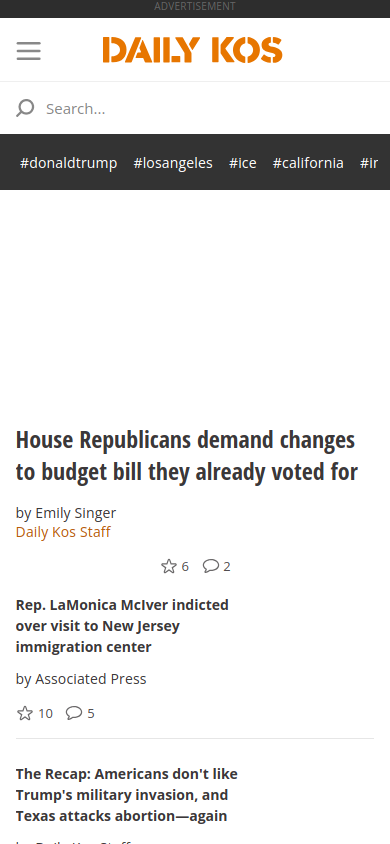 ADVERTISEMENT
DAILY KOS
Search...
#donaldtrump #losangeles #ice #california
House Republicans demand changes
to budget bill they already voted for
by Emily Singer
Daily Kos Staff
6 2
Rep. LaMonica McIver indicted
over visit to New Jersey
immigration center
by Associated Press
10 5
The Recap: Americans don't like
Trump's military invasion, and
Texas attacks abortion—again